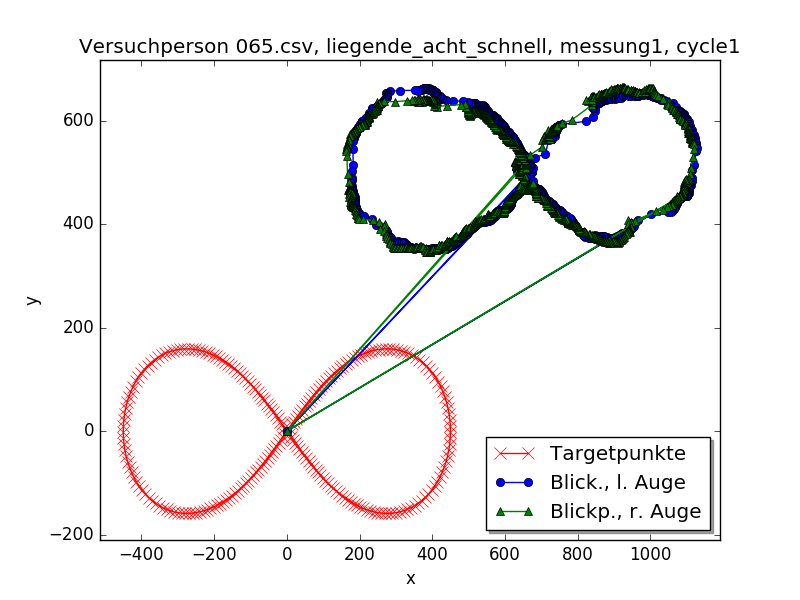 Versuchperson 065.csv, liegende_acht_schnell, messung1, cycle1
y
600
400
200
0
−200
−400
−200
0
200
400
600
800
1000
x
Targetpunkte
Blick., l. Auge
Blickp., r. Auge